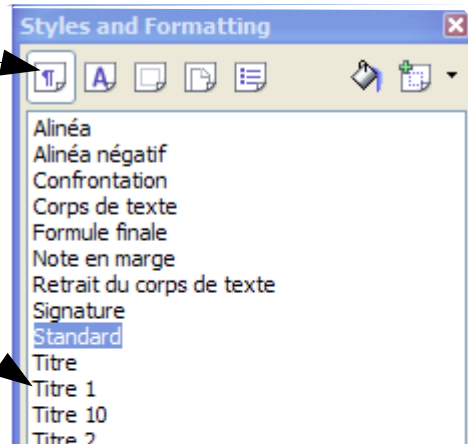 Styles and Formatting
Alinéa
Alinéa négatif
Confrontation
Corps de texte
Formule finale
Note en marge
Retrait du corps de texte
Signature
Standard
Titre
Titre 1
Titre 10
Titre 2